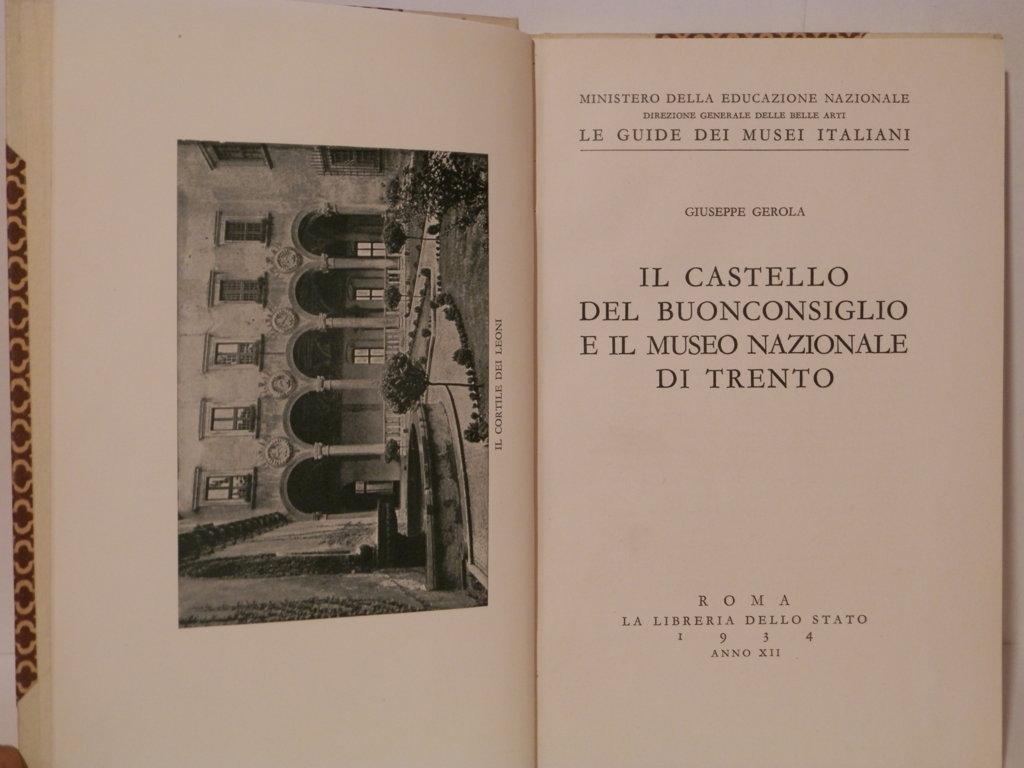 IL CORTILE DEI LEONI
MINISTERO DELLA EDUCAZIONE NAZIONALE
DIREZIONE GENERALE DELLE BELLE ARTI
LE GUIDE DEI MUSEI ITALIANI
GIUSEPPE GEROLA
IL CASTELLO
DEL BUONCONSIGLIO
E IL MUSEO NAZIONALE
DI TRENTO
ROMA
LA LIBRERIA DELLO STATO
1934
ANNO XII